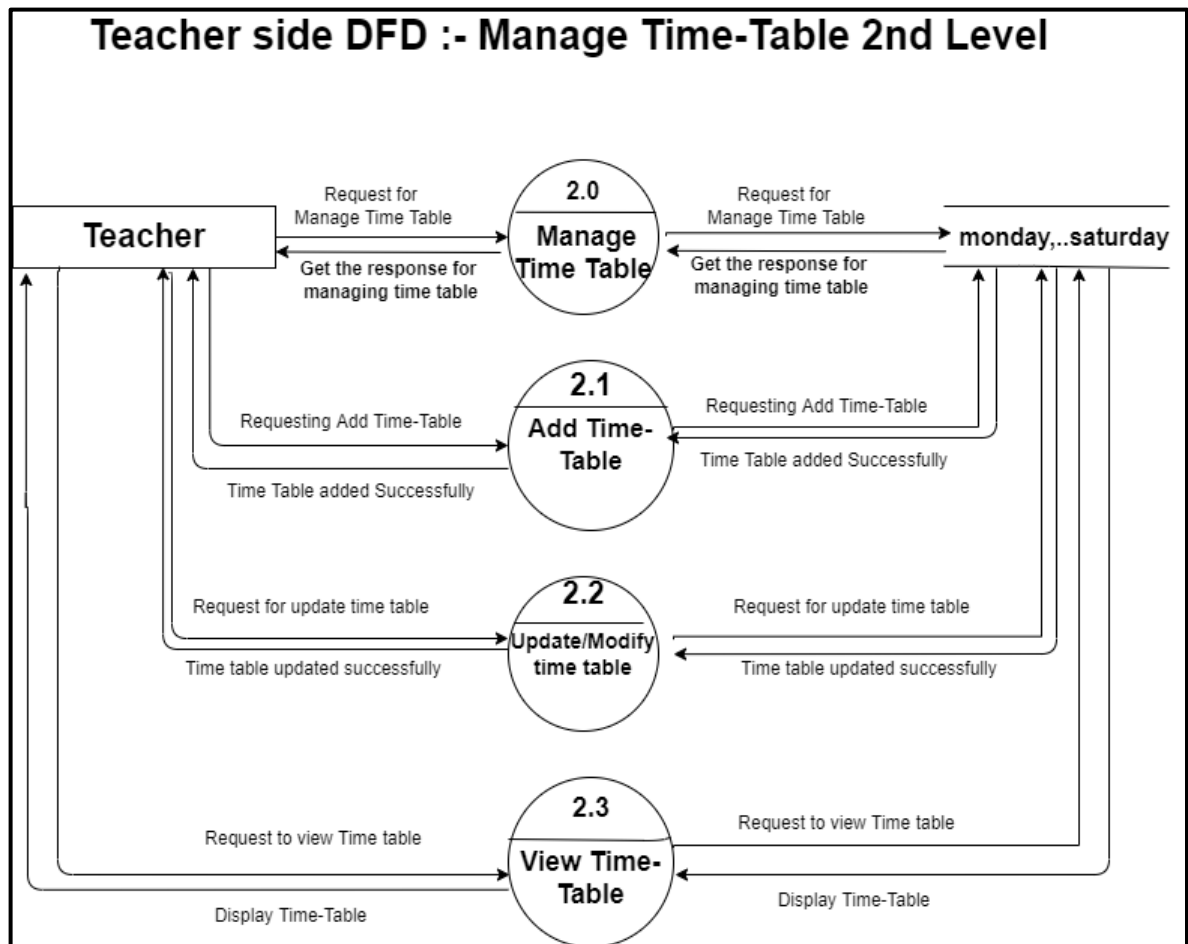 Teacher side DFD :- Manage Time-Table 2nd Level
Request for
Manage Time Table
2.0
Request for
Manage Time Table
Teacher
Manage
Time Table
monday,..saturday
Get the response for
managing time table
Get the response for
managing time table
2.1
Requesting Add Time-Table
Add Time-
Table
Requesting Add Time-Table
Time Table added Successfully
Time Table added Successfully
2.2
Request for update time table
Update/Modify
time table
Request for update time table
Time table updated successfully
Time table updated successfully
2.3
Request to view Time table
View Time-
Table
Request to view Time table
Display Time-Table
Display Time-Table